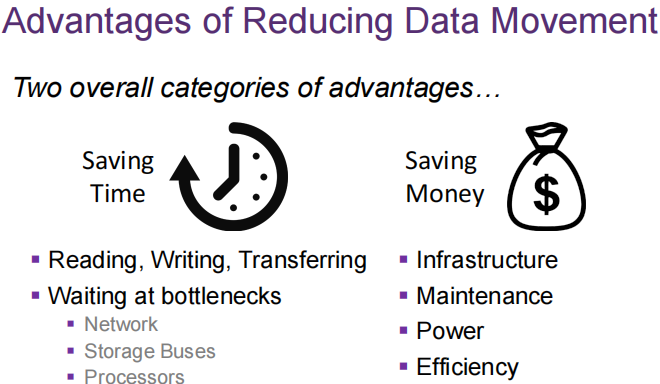 Advantages of Reducing Data Movement
Two overall categories of advantages…
Saving
Time
Reading, Writing, Transferring
Waiting at bottlenecks
Network
Storage Buses
Processors
Saving
Money
$
Infrastructure
Maintenance
Power
Efficiency